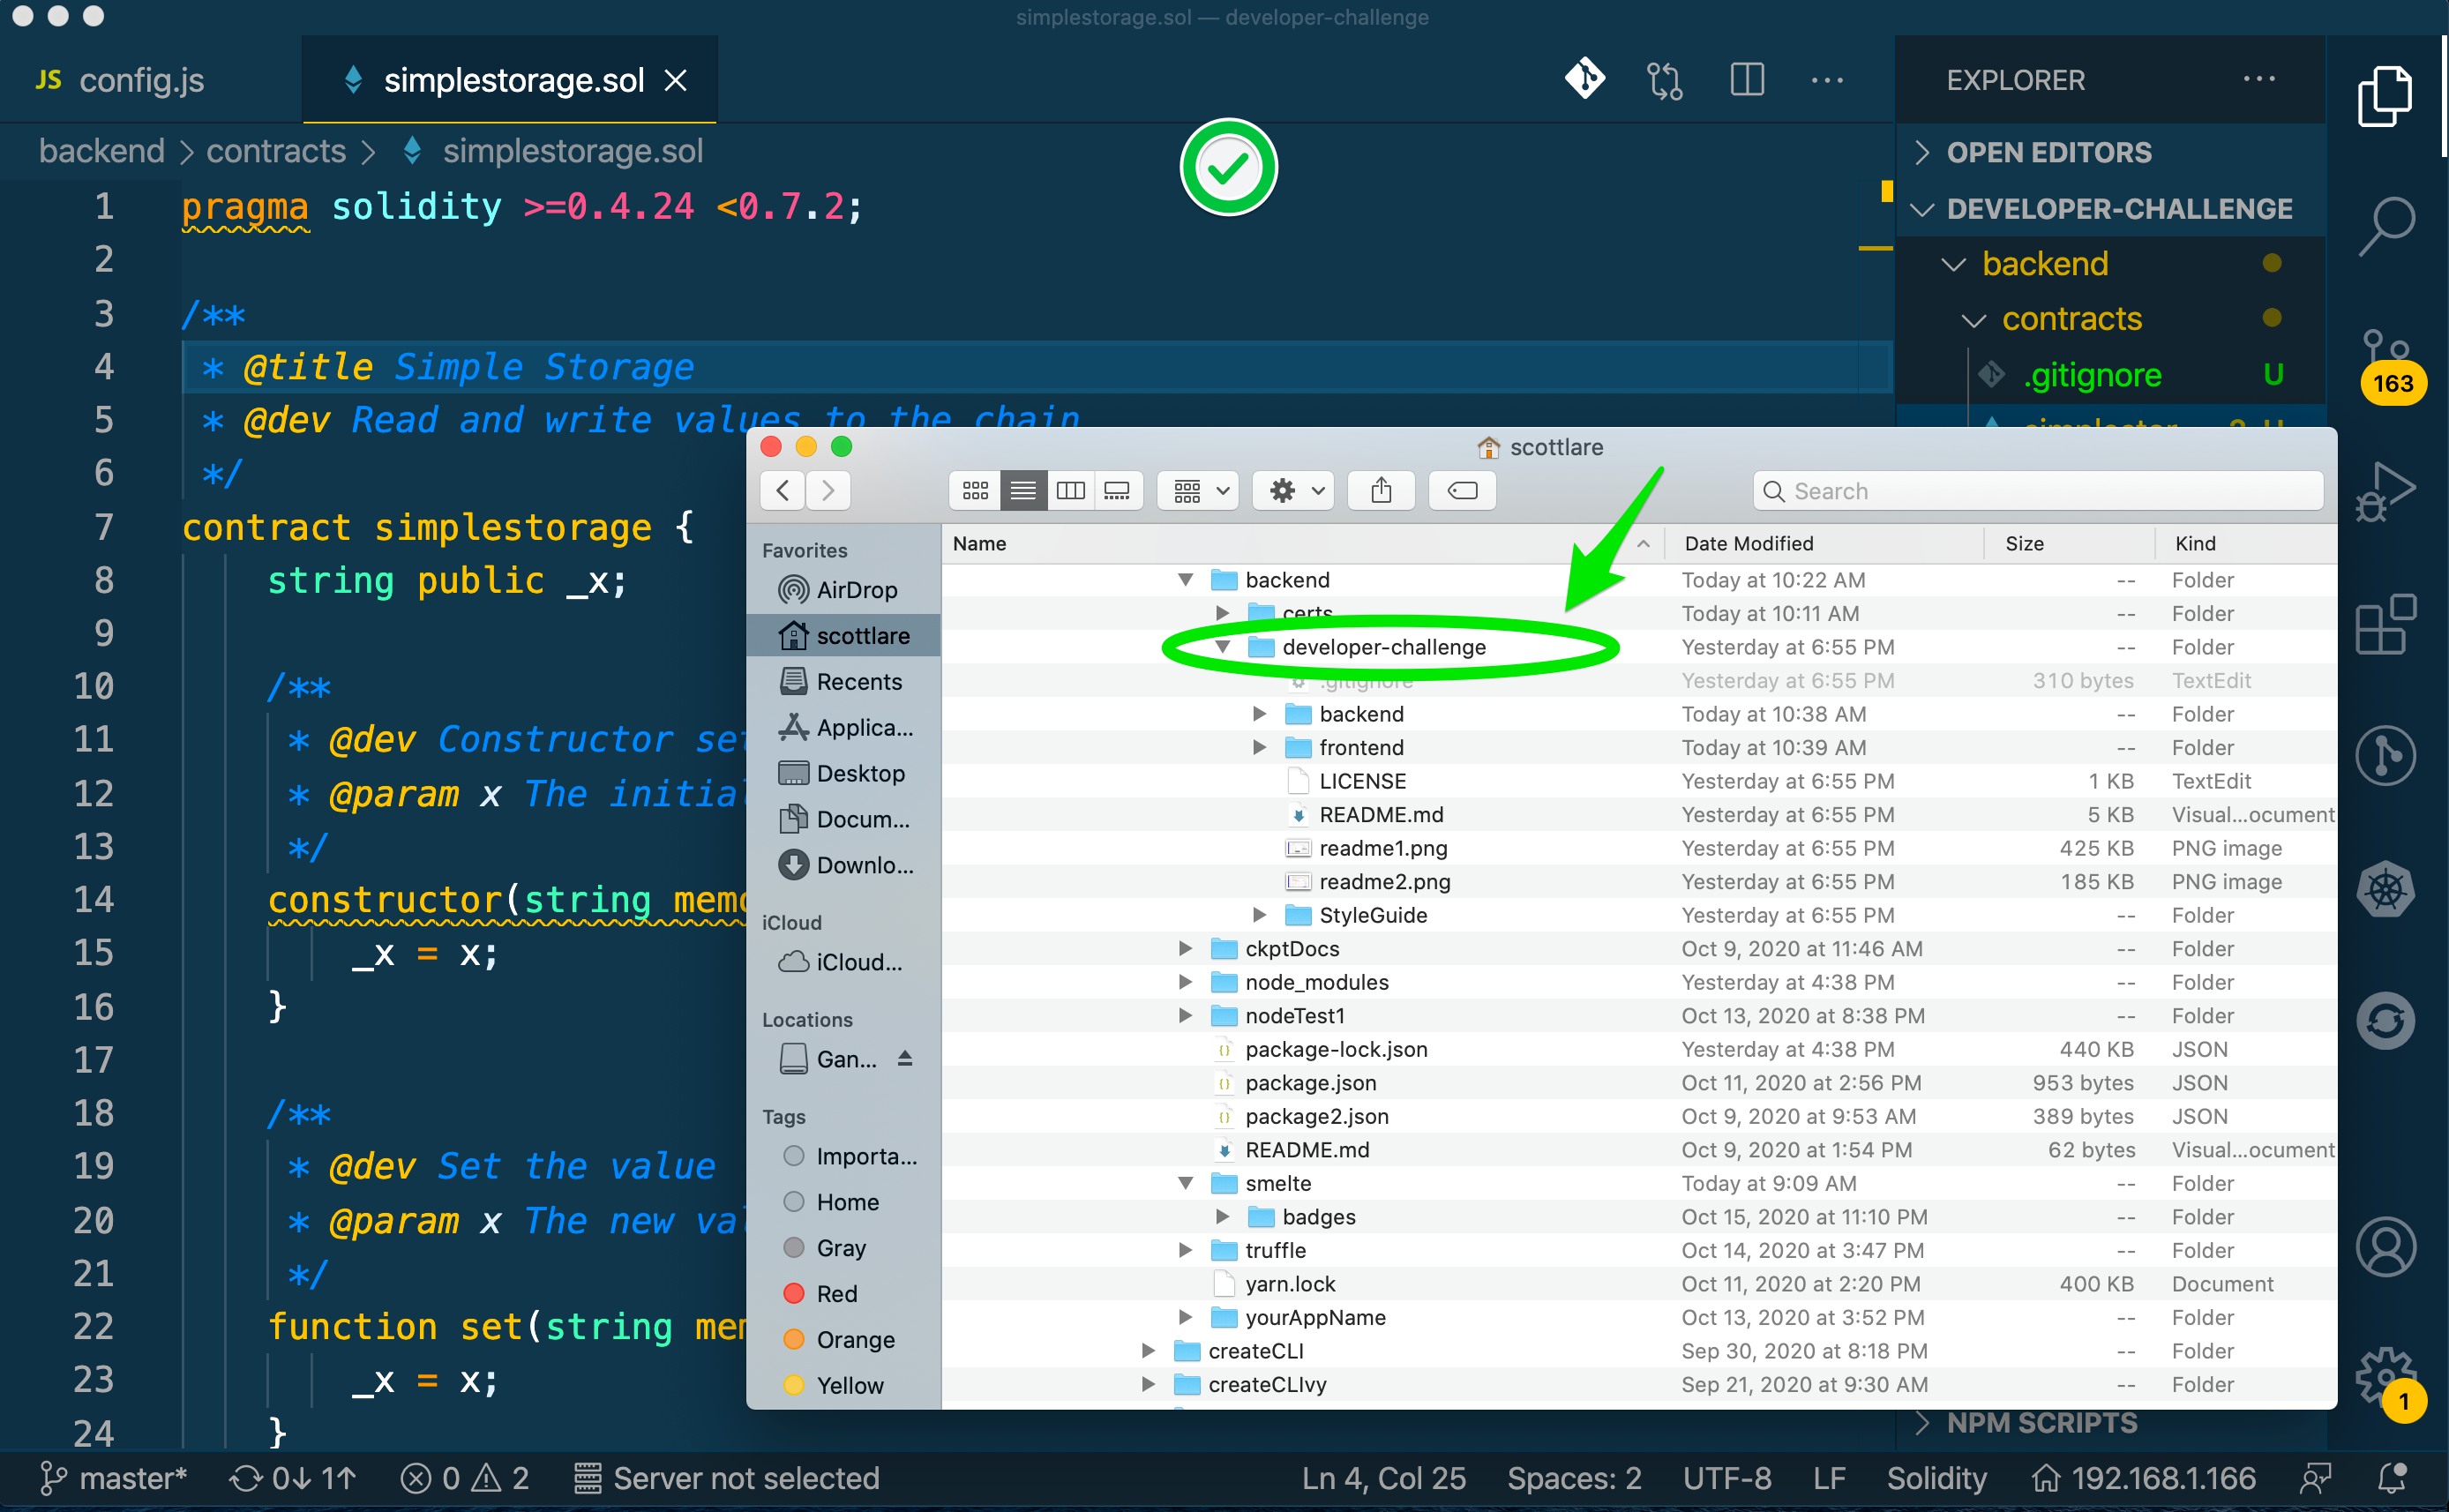 simplestorage.sol — developer-challenge
JS config.js
simplestorage.sol
EXPLORER
backend > contracts > simplestorage.sol
OPEN EDITORS
DEVELOPER-CHALLENGE
backend
contracts
.gitignore U
163
1 pragma solidity >=0.4.24 <0.7.2;
2
3 /**
4 * @title Simple Storage
5 * @dev Read and write values to the chain
6 */
7 contract simplestorage {
8 string public _x;
9
10 /**
11 * @dev Constructor se
12 * @param x The initia
13 */
14 constructor(string mem
15 _x = x;
16 }
17
18 /**
19 * @dev Set the value
20 * @param x The new va
21 */
22 function set(string me
23 _x = x;
24 }
scottlare
Search
Favorites
AirDrop
scottlare
Recents
Applica...
Desktop
Docum...
Downlo...
iCloud
iCloud...
Locations
Gan...
Tags
Importa...
Home
Gray
Red
Orange
Yellow
Name Date Modified Size Kind
backend Today at 10:22 AM -- Folder
certs Today at 10:11 AM -- Folder
developer-challenge Yesterday at 6:55 PM -- Folder
.gitignore Yesterday at 6:55 PM 310 bytes TextEdit
backend Today at 10:38 AM -- Folder
frontend Today at 10:39 AM -- Folder
LICENSE Yesterday at 6:55 PM 1 KB TextEdit
README.md Yesterday at 6:55 PM 5 KB Visual...ocument
readme1.png Yesterday at 6:55 PM 425 KB PNG image
readme2.png Yesterday at 6:55 PM 185 KB PNG image
StyleGuide Yesterday at 6:55 PM -- Folder
ckptDocs Oct 9, 2020 at 11:46 AM -- Folder
node_modules Yesterday at 4:38 PM -- Folder
nodeTest1 Oct 13, 2020 at 8:38 PM -- Folder
package-lock.json Yesterday at 4:38 PM 440 KB JSON
package.json Oct 11, 2020 at 2:56 PM 953 bytes JSON
package2.json Oct 9, 2020 at 9:53 AM 389 bytes JSON
README.md Oct 9, 2020 at 1:54 PM 62 bytes Visual...ocument
smelte Today at 9:09 AM -- Folder
badges Oct 15, 2020 at 11:10 PM -- Folder
truffle Oct 14, 2020 at 3:47 PM -- Folder
yarn.lock Oct 11, 2020 at 2:20 PM 400 KB Document
yourAppName Oct 13, 2020 at 3:52 PM -- Folder
createCLI Sep 30, 2020 at 8:18 PM -- Folder
createCLIvy Sep 21, 2020 at 9:30 AM -- Folder
NPM SCRIPTS
1
master* 0↓ 1↑ 0 2 Server not selected Ln 4, Col 25 Spaces: 2 UTF-8 LF Solidity 192.168.1.166